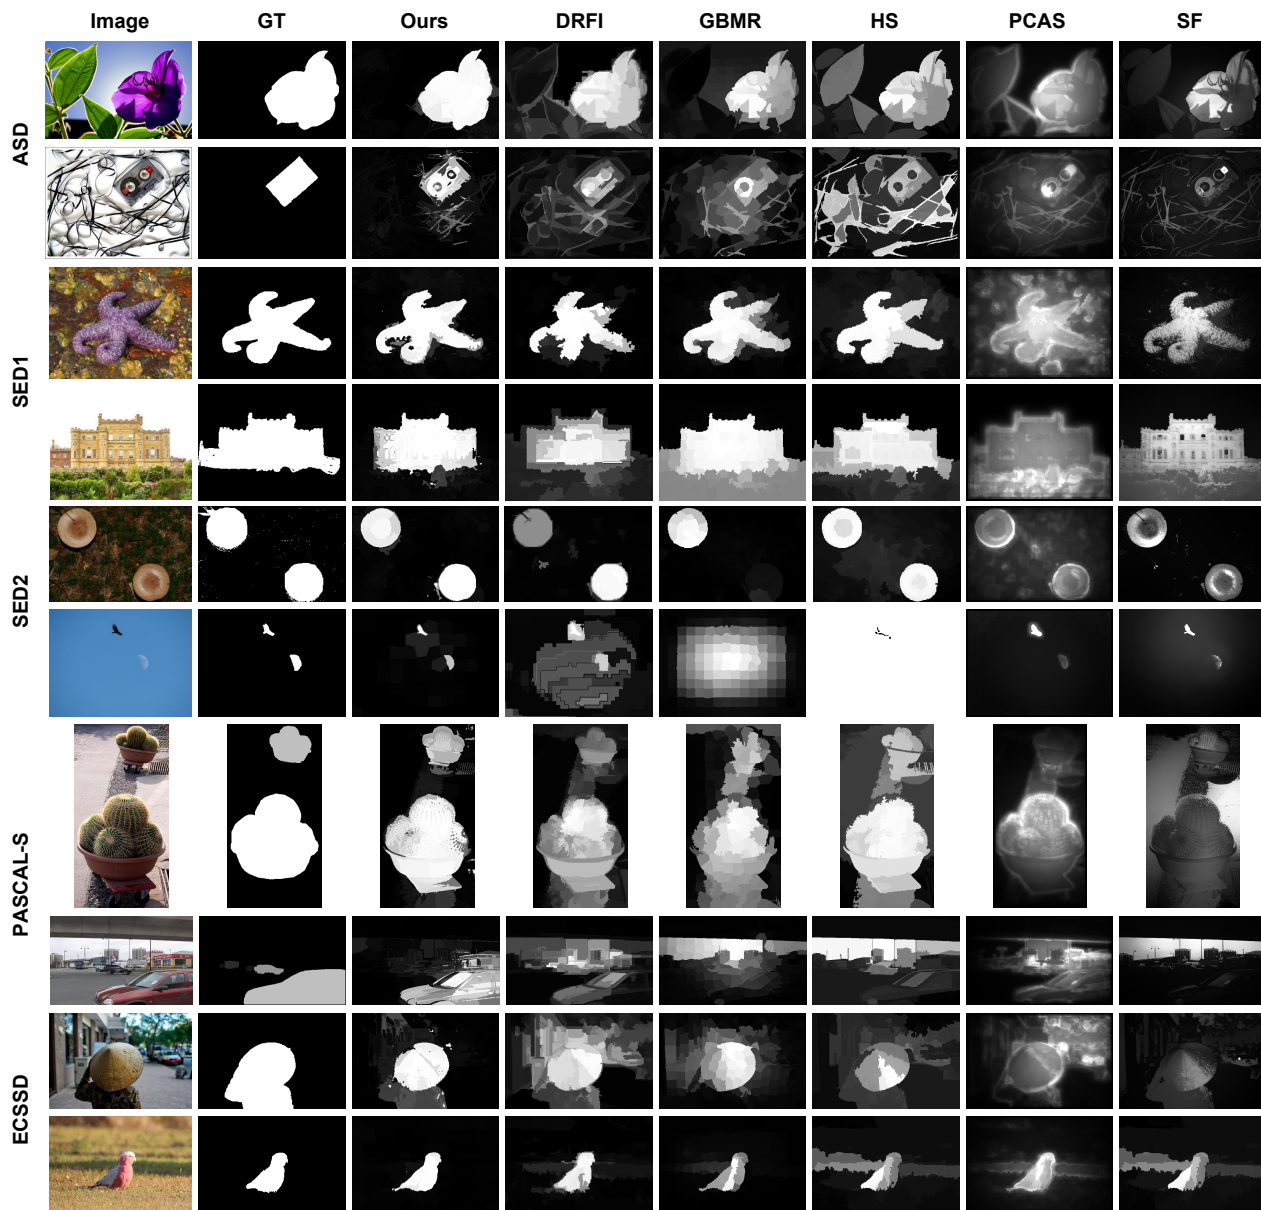 Image GT Ours DRFI GBMR HS PCAS SF
ASD
SED1
SED2
PASCAL-S
ECSSD